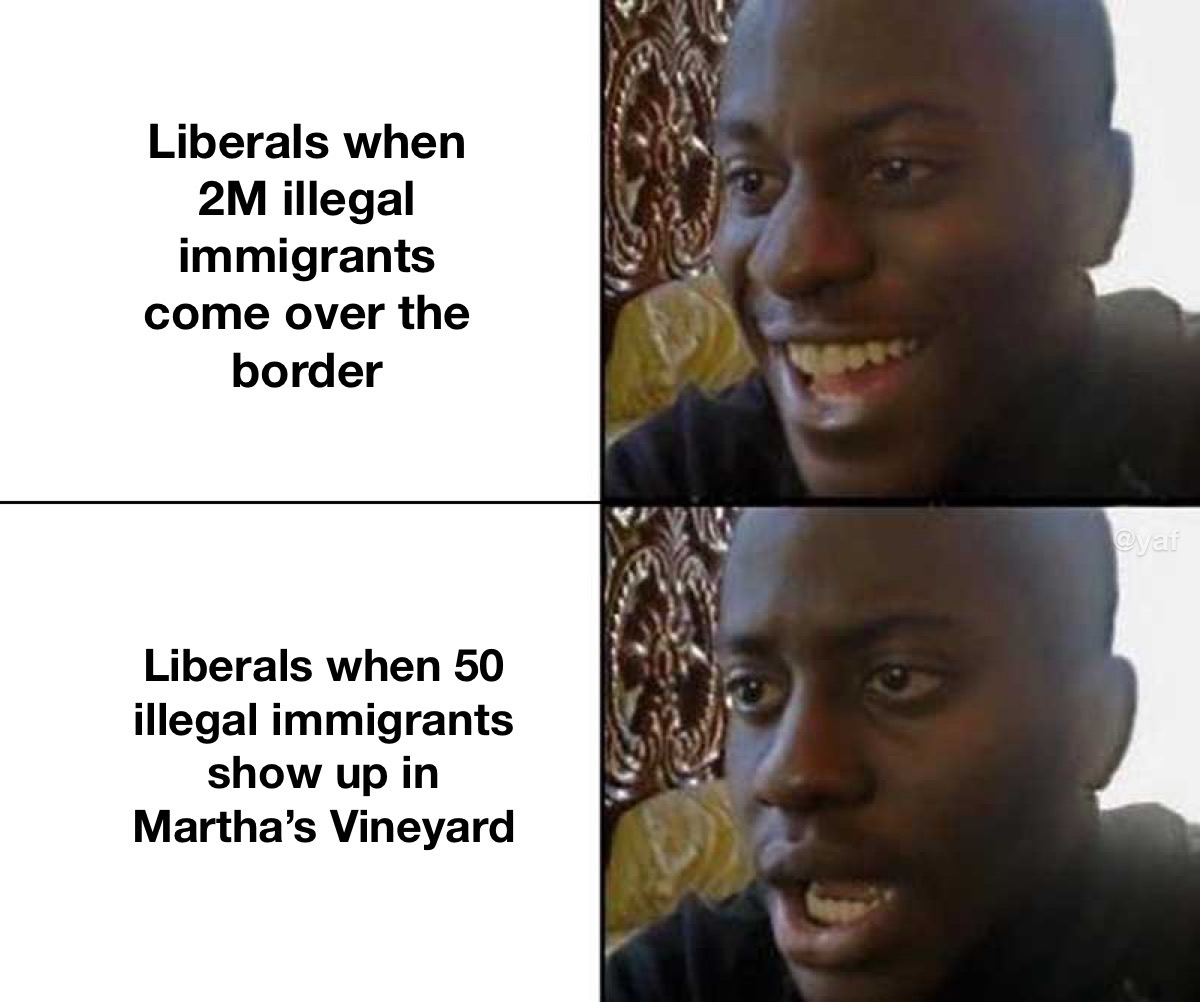 Liberals when
2M illegal
immigrants
come over the
border
@yaf
Liberals when 50
illegal immigrants
show up in
Martha’s Vineyard